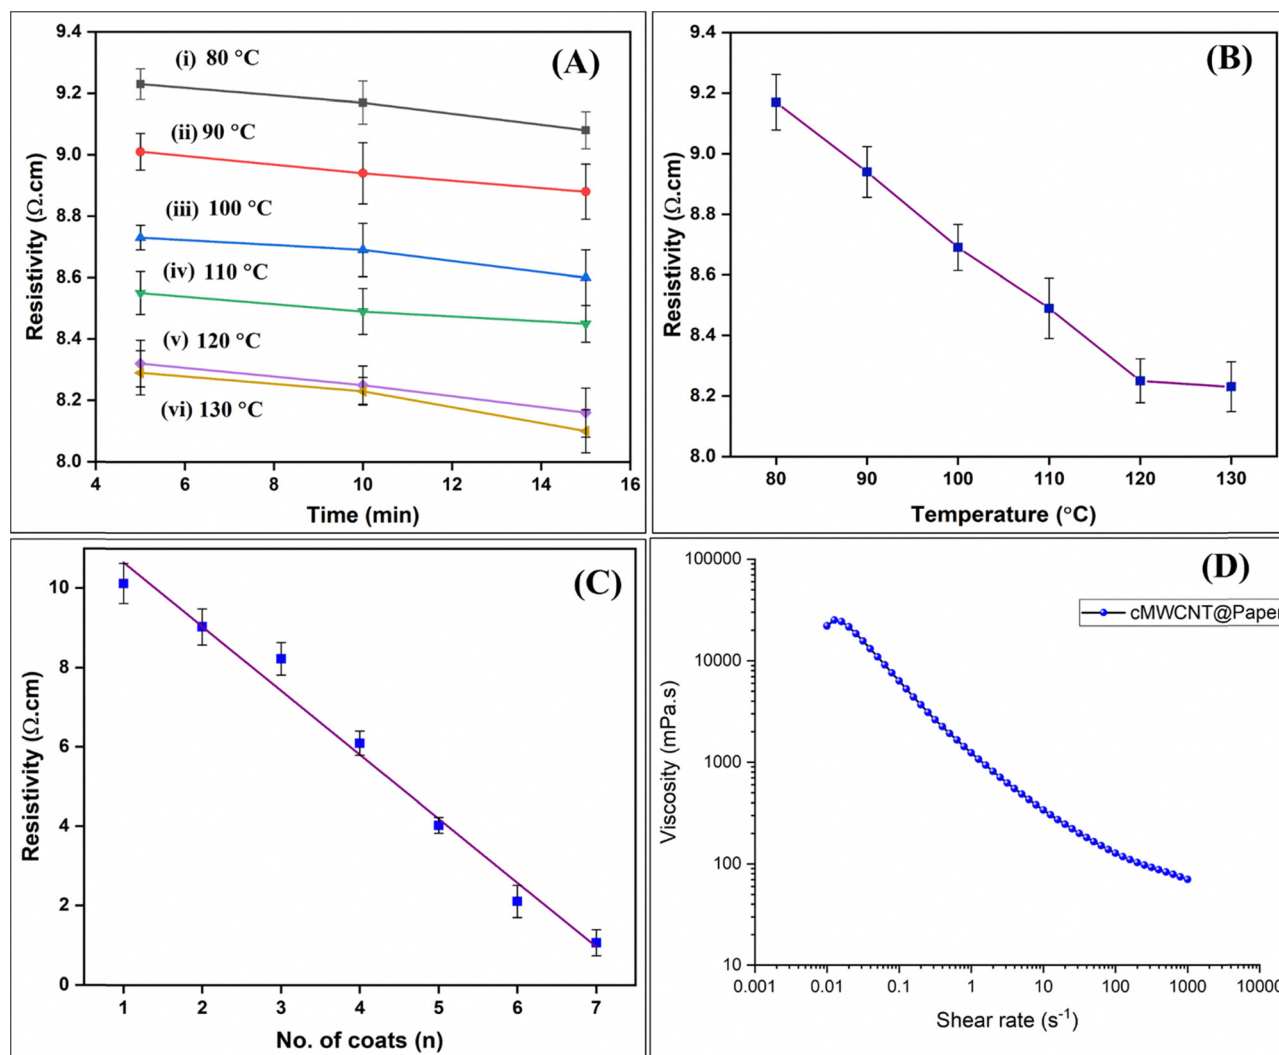 (A)
(i) 80 °C
(ii) 90 °C
(iii) 100 °C
(iv) 110 °C
(v) 120 °C
(vi) 130 °C
9.4
9.2
9.0
8.8
8.6
8.4
8.2
8.0
4 6 8 10 12 14 16
Resistivity (Ω.cm)
Time (min)
(B)
9.4
9.2
9.0
8.8
8.6
8.4
8.2
8.0
80 90 100 110 120 130
Resistivity (Ω.cm)
Temperature (°C)
(C)
10
8
6
4
2
0
1 2 3 4 5 6 7
Resistivity (Ω.cm)
No. of coats (n)
(D)
cMWCNT@Paper
100000
10000
1000
100
10
0.001 0.01 0.1 1 10 100 1000 10000
Viscosity (mPa.s)
Shear rate (s⁻¹)